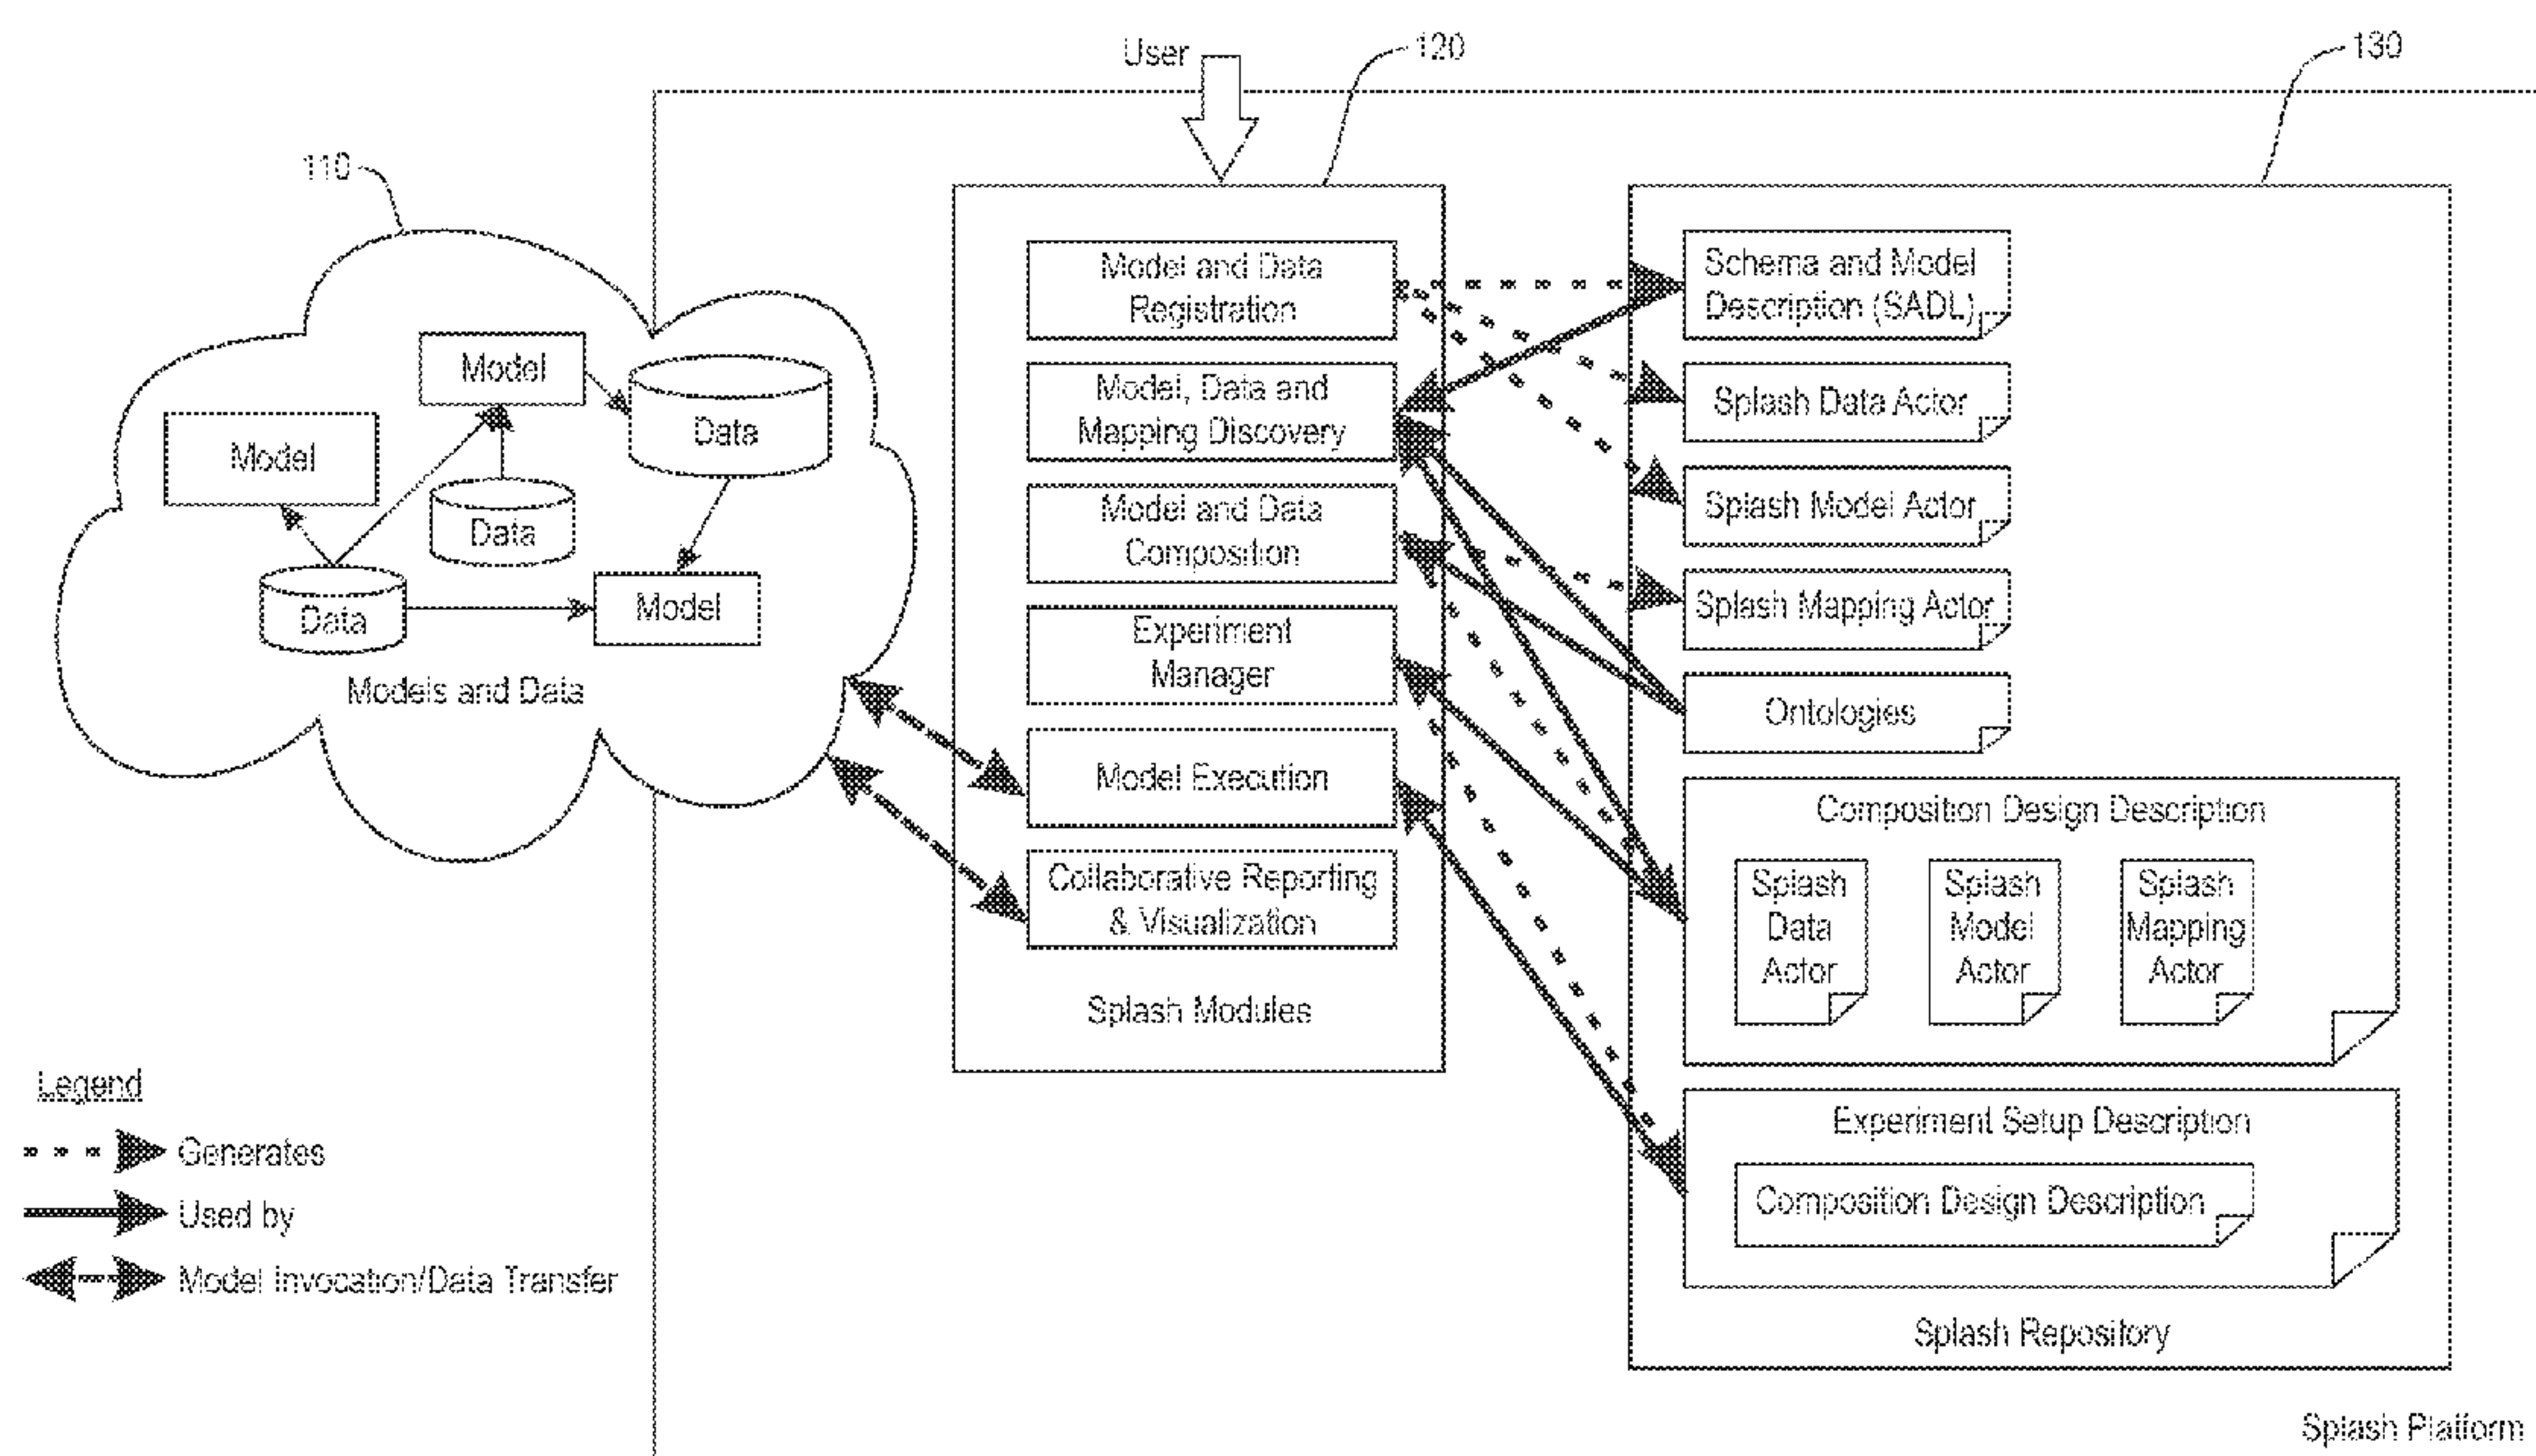 User
120
130
110
Model
Data
Model
Data
Data
Model
Models and Data
Model and Data
Registration
Model, Data and
Mapping Discovery
Model and Data
Composition
Experiment
Manager
Model Execution
Collaborative Reporting
& Visualization
Splash Modules
Schema and Model
Description (SADL)
Splash Data Actor
Splash Model Actor
Splash Mapping Actor
Ontologies
Composition Design Description
Splash
Data
Actor
Splash
Model
Actor
Splash
Mapping
Actor
Experiment Setup Description
Composition Design Description
Splash Repository
Splash Platform
Legend
Generates
Used by
Model Invocation/Data Transfer